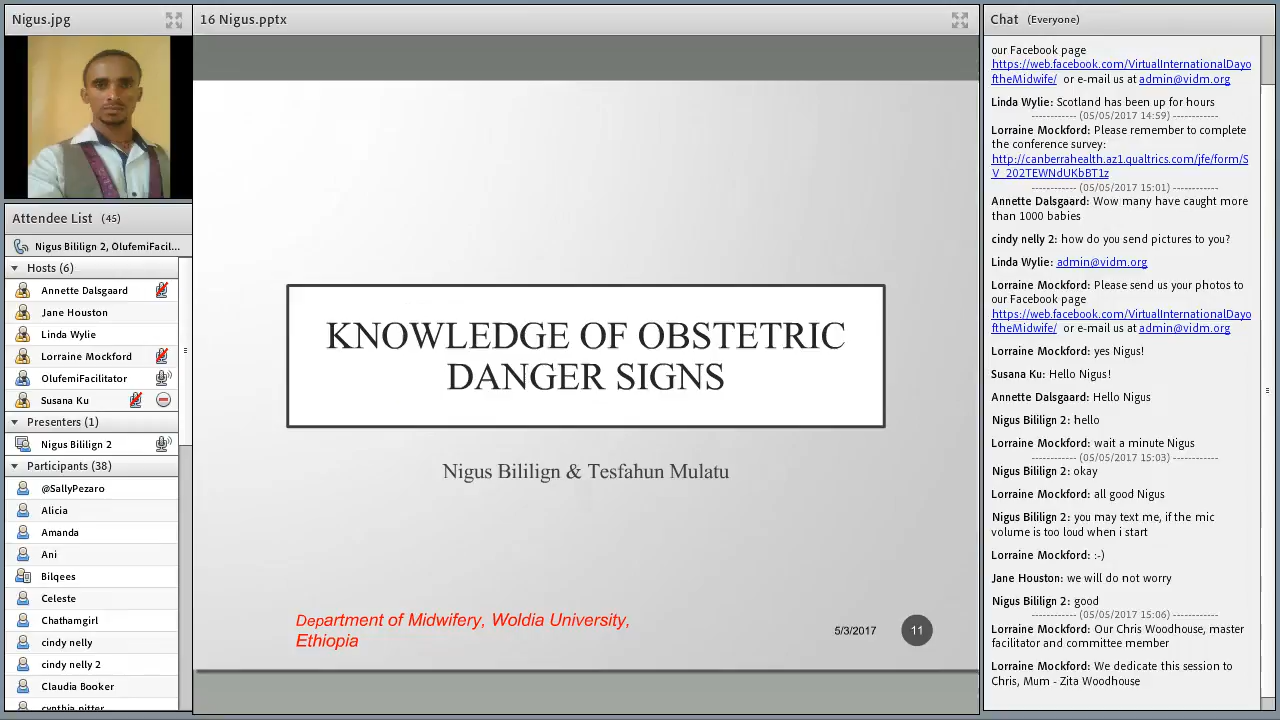 Nigus.jpg
Attendee List (45)
Nigus Bililign 2, OlufemiFacil...
Hosts (6)
Annette Dalsgaard
Jane Houston
Linda Wylie
Lorraine Mockford
OlufemiFacilitator
Susana Ku
Presenters (1)
Nigus Bililign 2
Participants (38)
@SallyPezaro
Alicia
Amanda
Ani
Bilqees
Celeste
Chathamgirl
cindy nelly
cindy nelly 2
Claudia Booker
cynthia pitter
16 Nigus.pptx
KNOWLEDGE OF OBSTETRIC
DANGER SIGNS
Nigus Bililign & Tesfahun Mulatu
Department of Midwifery, Woldia University,
Ethiopia
5/3/2017
11
Chat (Everyone)
our Facebook page
https://web.facebook.com/VirtualInternationalDayo
ftheMidwife/ or e-mail us at admin@vidm.org
Linda Wylie: Scotland has been up for hours
------------ (05/05/2017 14:59) ------------
Lorraine Mockford: Please remember to complete
the conference survey:
http://canberrahealth.az1.qualtrics.com/jfe/form/S
V_202TEWNdUKbBT1z
------------ (05/05/2017 15:01) ------------
Annette Dalsgaard: Wow many have caught more
than 1000 babies
cindy nelly 2: how do you send pictures to you?
Linda Wylie: admin@vidm.org
Lorraine Mockford: Please send us your photos to
our Facebook page
https://web.facebook.com/VirtualInternationalDayo
ftheMidwife/ or e-mail us at admin@vidm.org
Lorraine Mockford: yes Nigus!
Susana Ku: Hello Nigus!
Annette Dalsgaard: Hello Nigus
Nigus Bililign 2: hello
Lorraine Mockford: wait a minute Nigus
------------ (05/05/2017 15:03) ------------
Nigus Bililign 2: okay
Lorraine Mockford: all good Nigus
Nigus Bililign 2: you may text me, if the mic
volume is too loud when i start
Lorraine Mockford: :-)
Jane Houston: we will do not worry
Nigus Bililign 2: good
------------ (05/05/2017 15:06) ------------
Lorraine Mockford: Our Chris Woodhouse, master
facilitator and committee member
Lorraine Mockford: We dedicate this session to
Chris, Mum - Zita Woodhouse